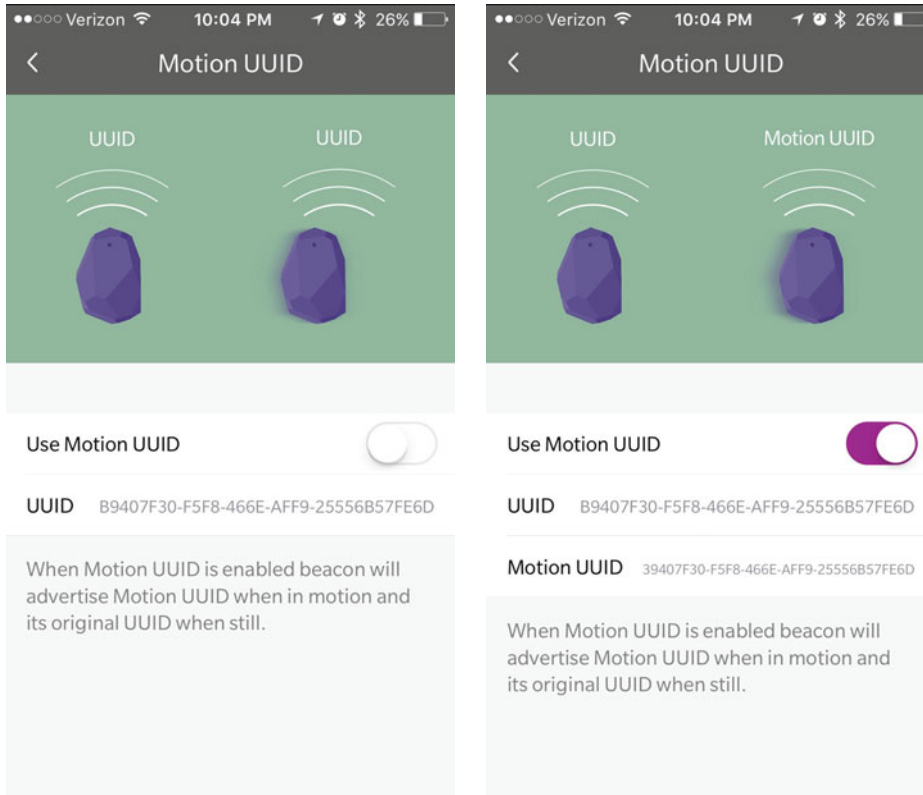 Verizon 10:04 PM 26%
Motion UUID
UUID UUID
Use Motion UUID
UUID B9407F30-F5F8-466E-AFF9-25556B57FE6D
When Motion UUID is enabled beacon will
advertise Motion UUID when in motion and
its original UUID when still.
Verizon 10:04 PM 26%
Motion UUID
UUID Motion UUID
Use Motion UUID
UUID B9407F30-F5F8-466E-AFF9-25556B57FE6D
Motion UUID 39407F30-F5F8-466E-AFF9-25556B57FE6D
When Motion UUID is enabled beacon will
advertise Motion UUID when in motion and
its original UUID when still.